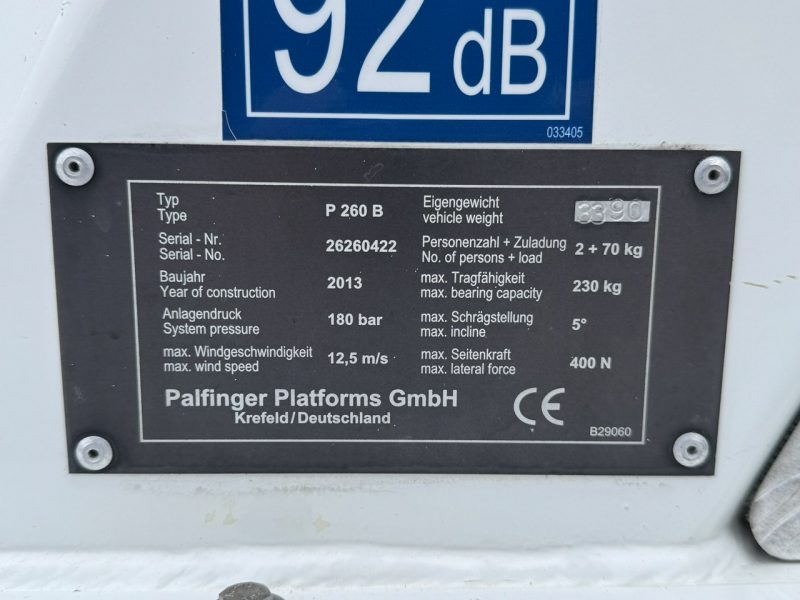 92 dB
033405
Typ
Type
P 260 B
Serial - Nr.
Serial - No.
26260422
Baujahr
Year of construction
2013
Anlagendruck
System pressure
180 bar
max. Windgeschwindigkeit
max. wind speed
12,5 m/s
Eigengewicht
vehicle weight
3390
Personenzahl + Zuladung
No. of persons + load
2 + 70 kg
max. Tragfähigkeit
max. bearing capacity
230 kg
max. Schrägstellung
max. incline
5°
max. Seitenkraft
max. lateral force
400 N
Palfinger Platforms GmbH
Krefeld/Deutschland
CE
B29060